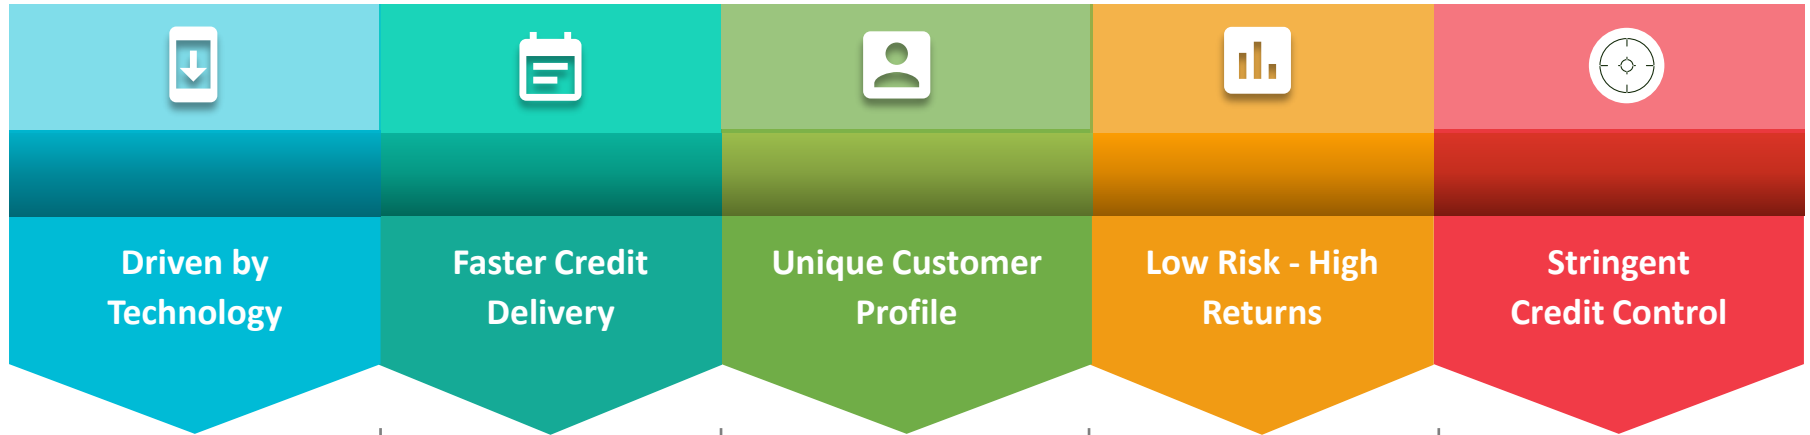 Driven by
Technology
Faster Credit
Delivery
Unique Customer
Profile
Low Risk - High
Returns
Stringent
Credit Control